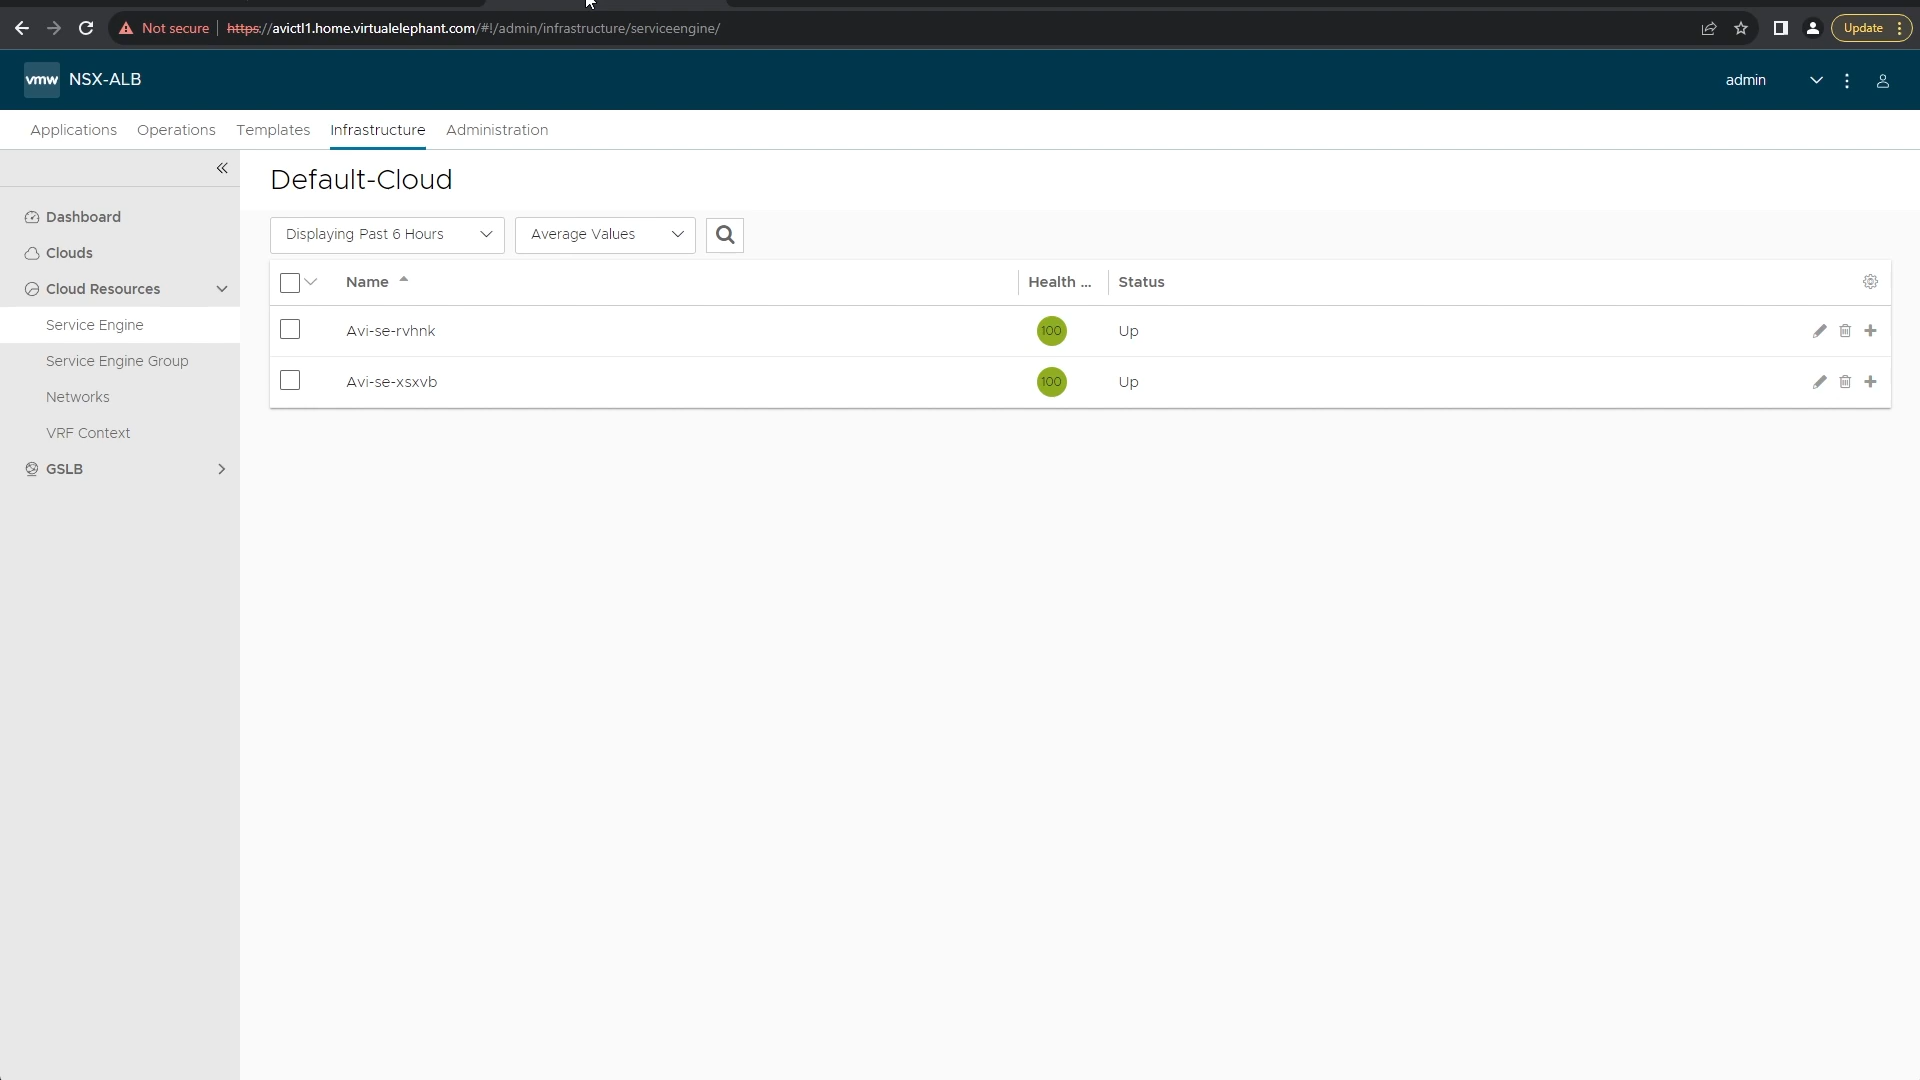 Not secure https://avictl1.home.virtualelephant.com/#!/admin/infrastructure/serviceengine/ Update
vmw NSX-ALB admin
Applications Operations Templates Infrastructure Administration
Default-Cloud
Dashboard
Clouds
Cloud Resources
Service Engine
Service Engine Group
Networks
VRF Context
GSLB
Displaying Past 6 Hours Average Values
Name Health ... Status
Avi-se-rvhnk 100 Up
Avi-se-xsxvb 100 Up